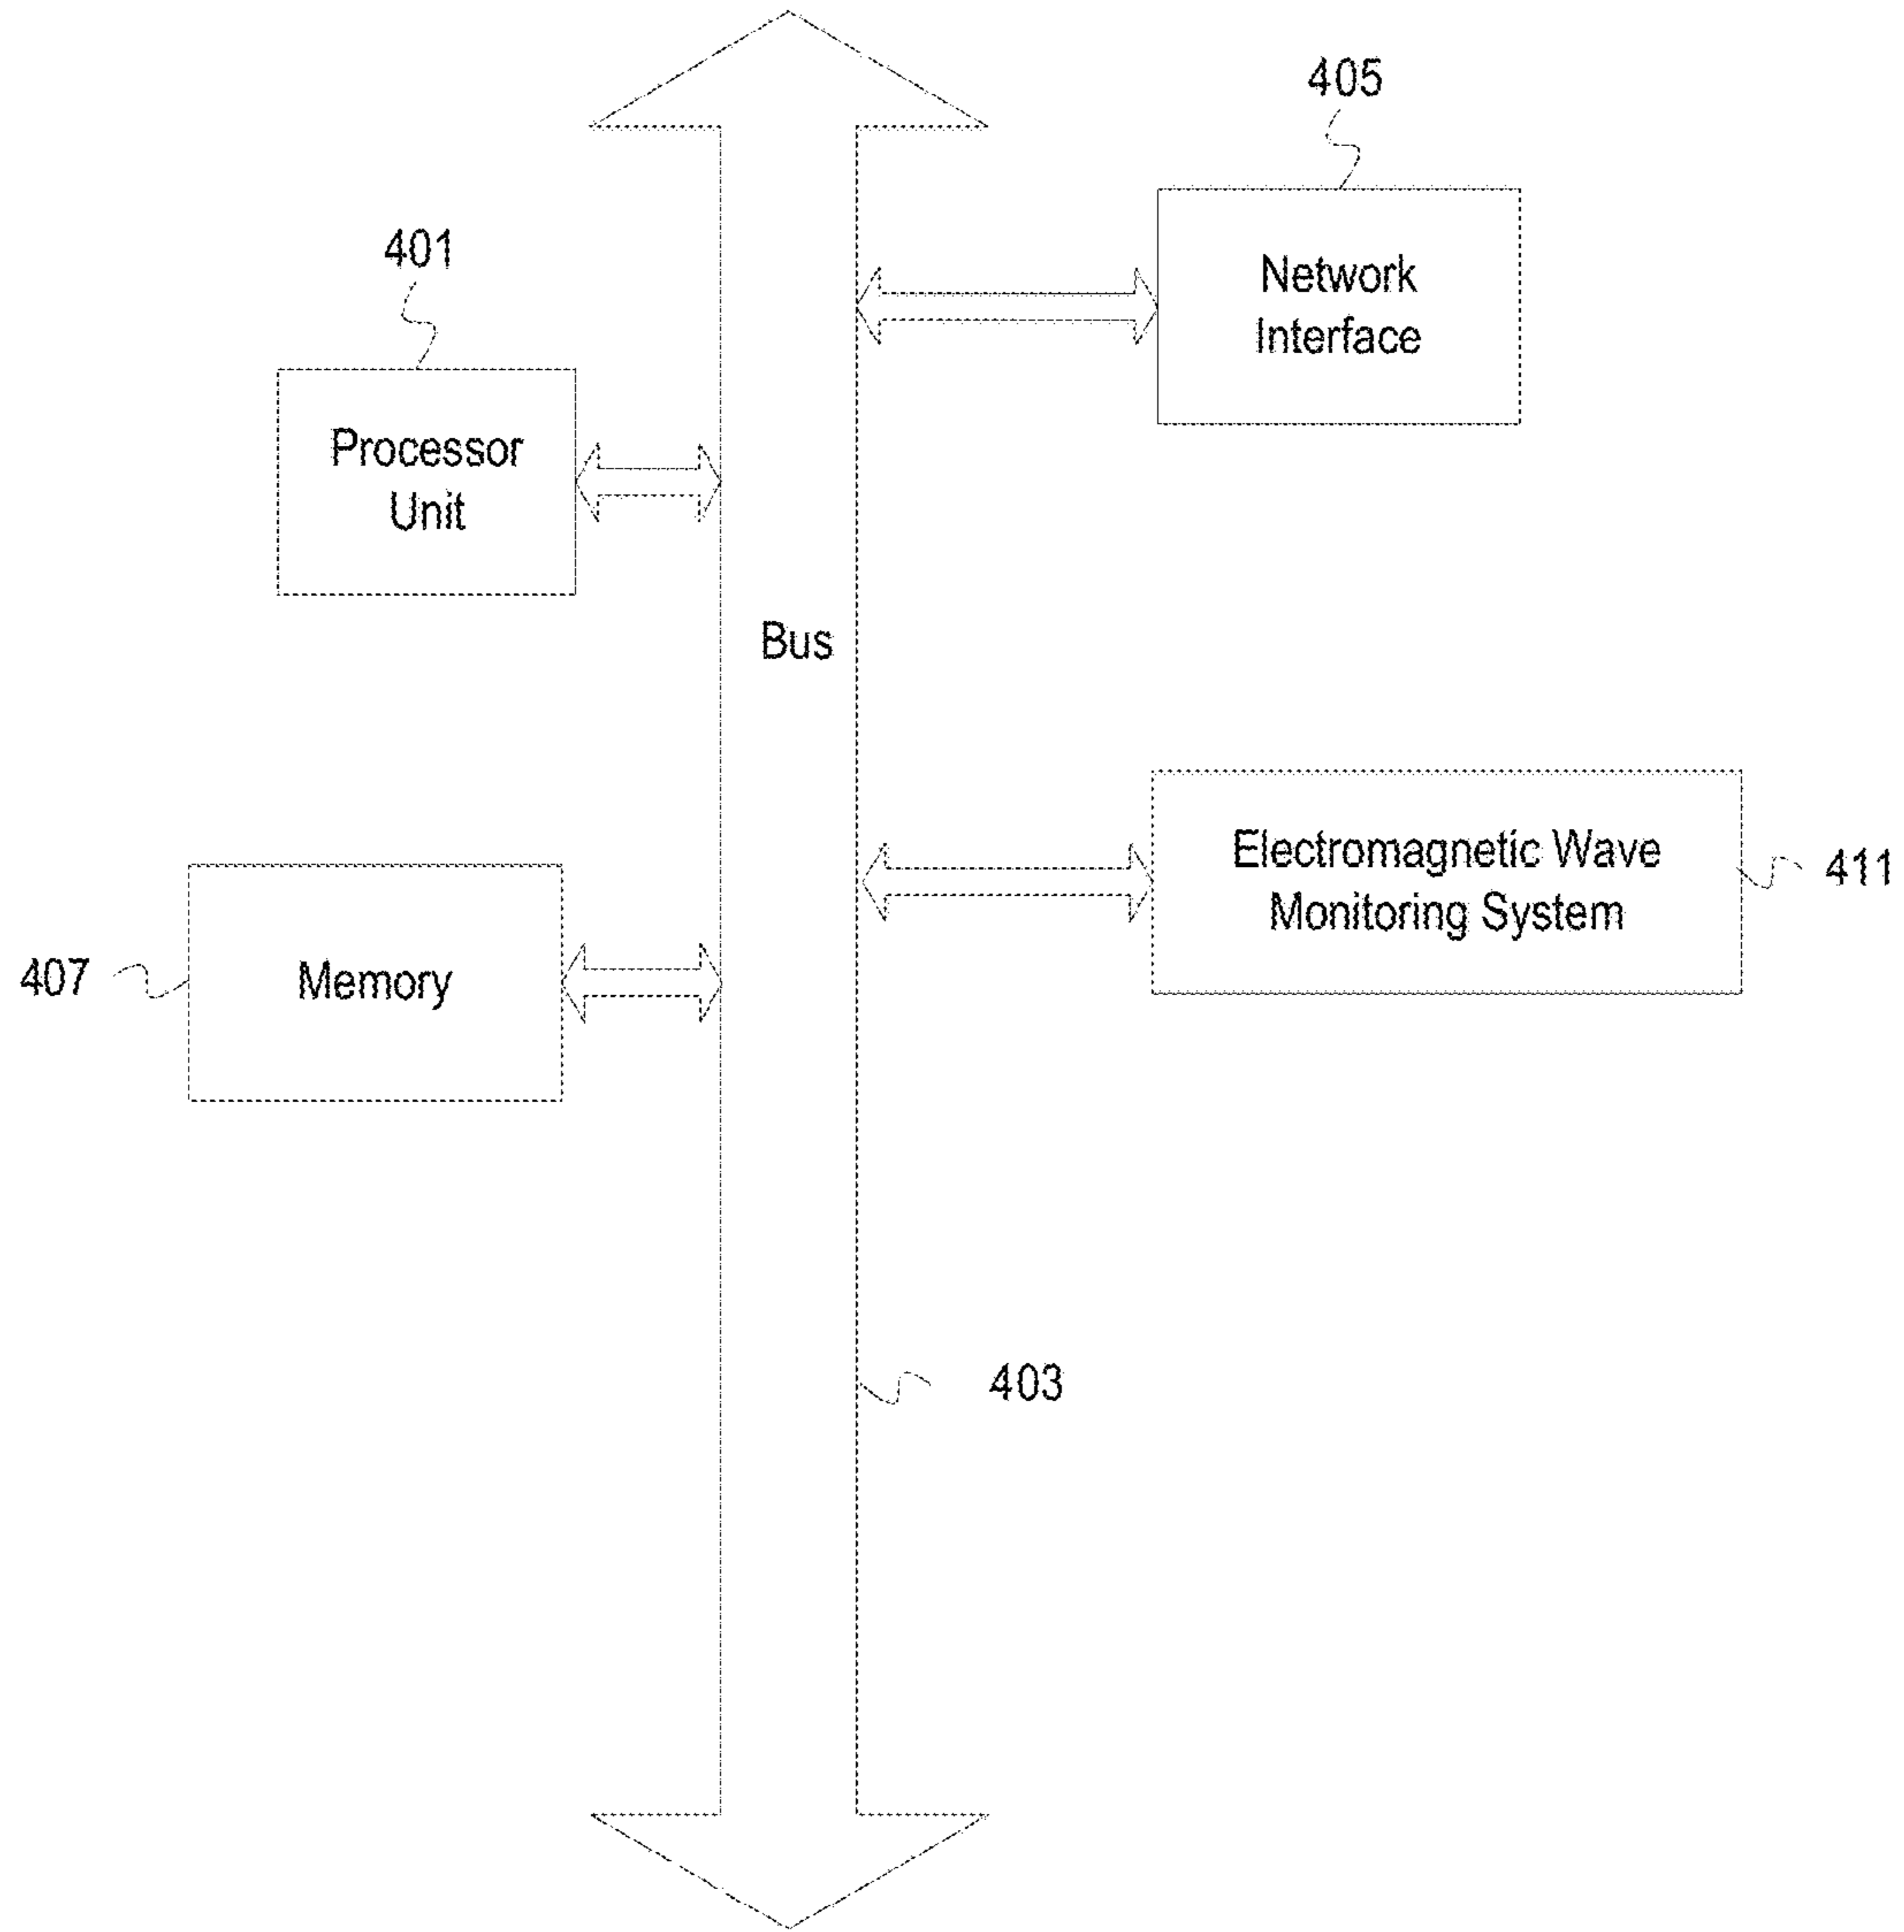 405
Network
Interface
401
Processor
Unit
Bus
Electromagnetic Wave
Monitoring System
411
407
Memory
403